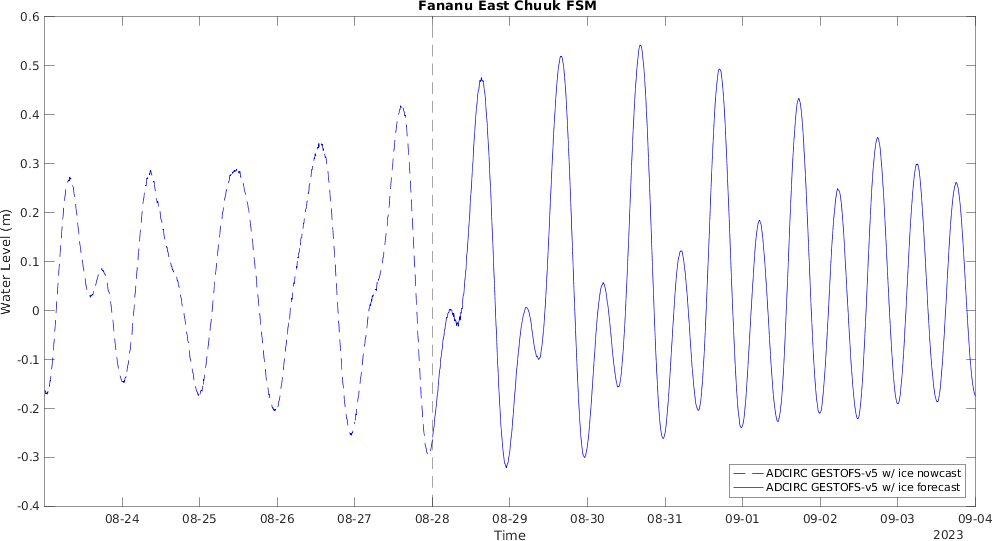 Fananu East Chuuk FSM
0.6
0.5
0.4
0.3
0.2
0.1
0
-0.1
-0.2
-0.3
-0.4
Water Level (m)
ADCIRC GESTOFS-v5 w/ ice nowcast
ADCIRC GESTOFS-v5 w/ ice forecast
08-24 08-25 08-26 08-27 08-28 08-29 08-30 08-31 09-01 09-02 09-03 09-04
Time
2023